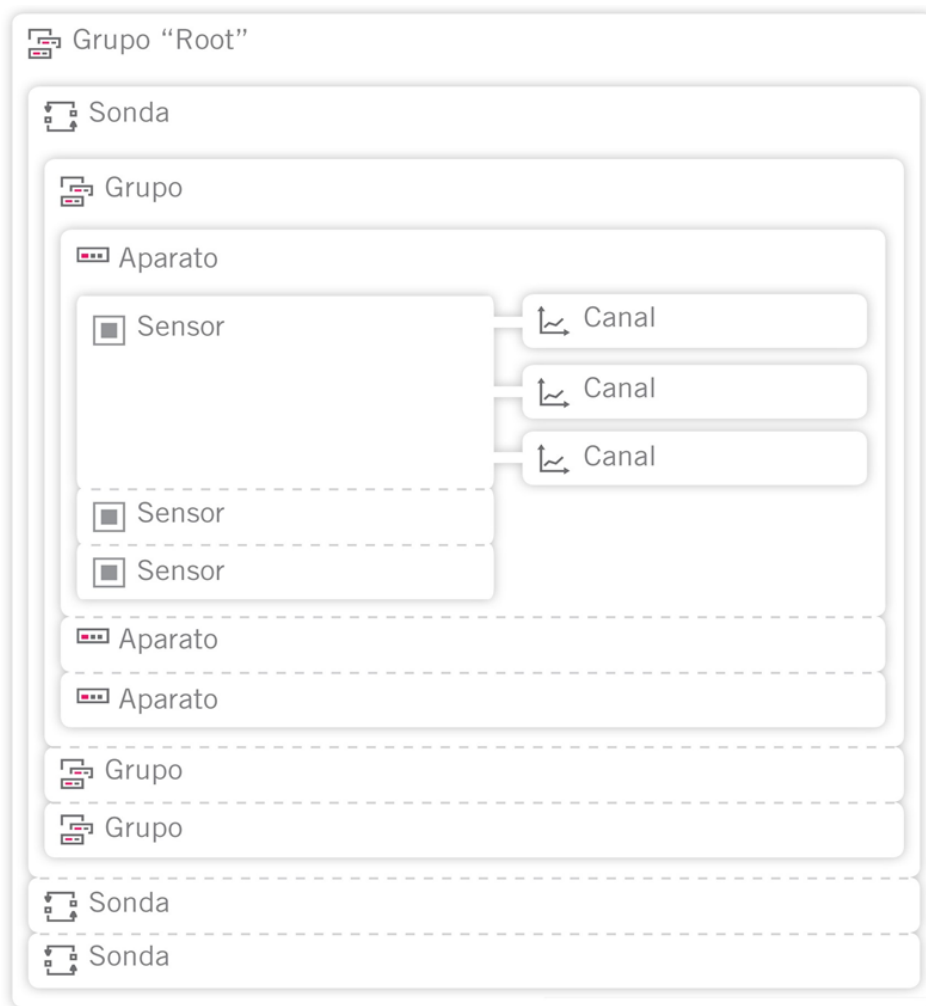 Grupo “Root”
Sonda
Grupo
Aparato
Sensor
Canal
Canal
Canal
Sensor
Sensor
Aparato
Aparato
Grupo
Grupo
Sonda
Sonda